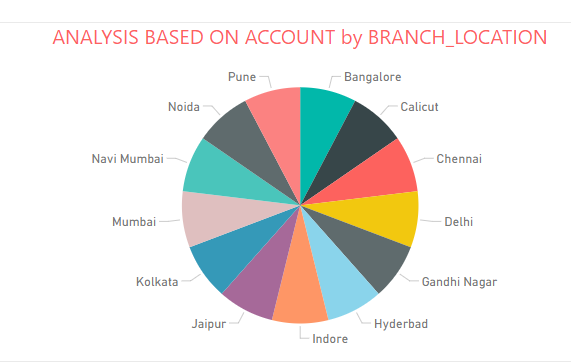 ANALYSIS BASED ON ACCOUNT by BRANCH_LOCATION
Pune
Bangalore
Noida
Calicut
Navi Mumbai
Chennai
Mumbai
Delhi
Kolkata
Gandhi Nagar
Jaipur
Hyderbad
Indore